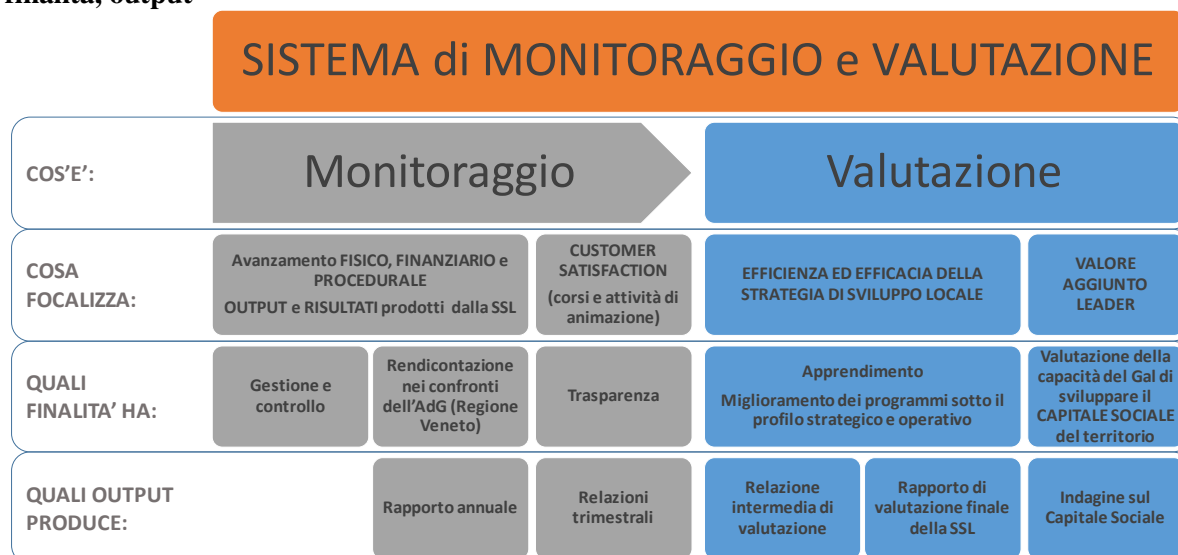 finalità, output
SISTEMA di MONITORAGGIO e VALUTAZIONE
COS'E':
Monitoraggio
Valutazione
COSA
FOCALIZZA:
Avanzamento FISICO, FINANZIARIO e
PROCEDURALE
OUTPUT e RISULTATI prodotti dalla SSL
CUSTOMER
SATISFACTION
(corsi e attività di
animazione)
EFFICIENZA ED EFFICACIA DELLA
STRATEGIA DI SVILUPPO LOCALE
VALORE
AGGIUNTO
LEADER
QUALI
FINALITA' HA:
Gestione e
controllo
Rendicontazione
nei confronti
dell'AdG (Regione
Veneto)
Trasparenza
Apprendimento
Miglioramento dei programmi sotto il
profilo strategico e operativo
Valutazione della
capacità del Gal di
sviluppare il
CAPITALE SOCIALE
del territorio
QUALI OUTPUT
PRODUCE:
Rapporto annuale
Relazioni
trimestrali
Relazione
intermedia di
valutazione
Rapporto di
valutazione finale
della SSL
Indagine sul
Capitale Sociale